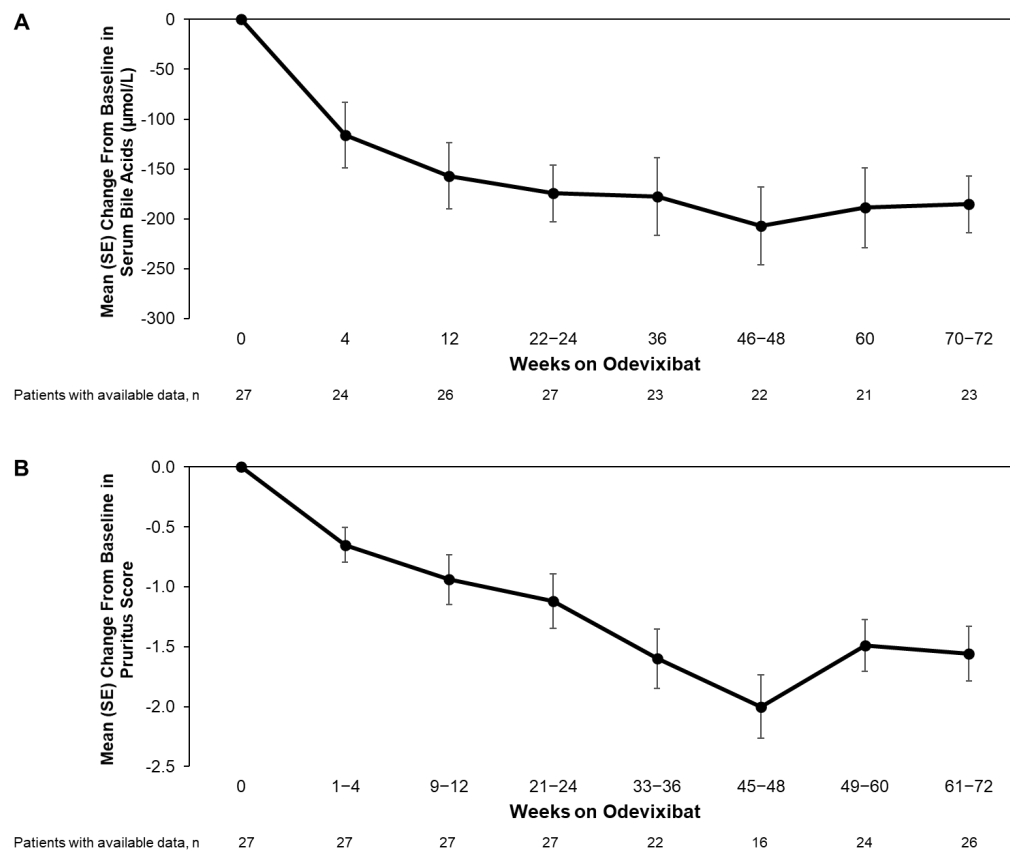 A
Mean (SE) Change From Baseline in
Serum Bile Acids (µmol/L)
0
-50
-100
-150
-200
-250
-300
0 4 12 22−24 36 46−48 60 70−72
Weeks on Odevixibat
Patients with available data, n 27 24 26 27 23 22 21 23
B
Mean (SE) Change From Baseline in
Pruritus Score
0.0
-0.5
-1.0
-1.5
-2.0
-2.5
0 1−4 9−12 21−24 33−36 45−48 49−60 61−72
Weeks on Odevixibat
Patients with available data, n 27 27 27 27 22 16 24 26